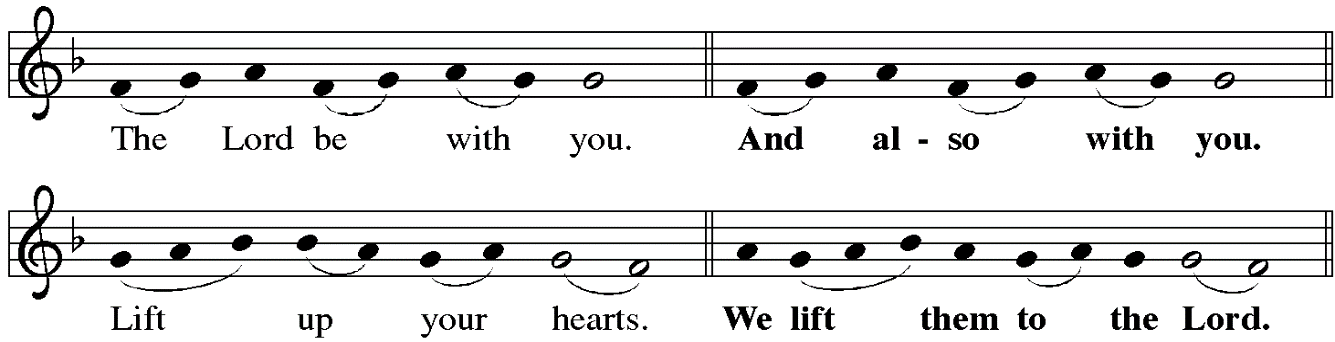 The Lord be with you. And al - so with you.
Lift up your hearts. We lift them to the Lord.